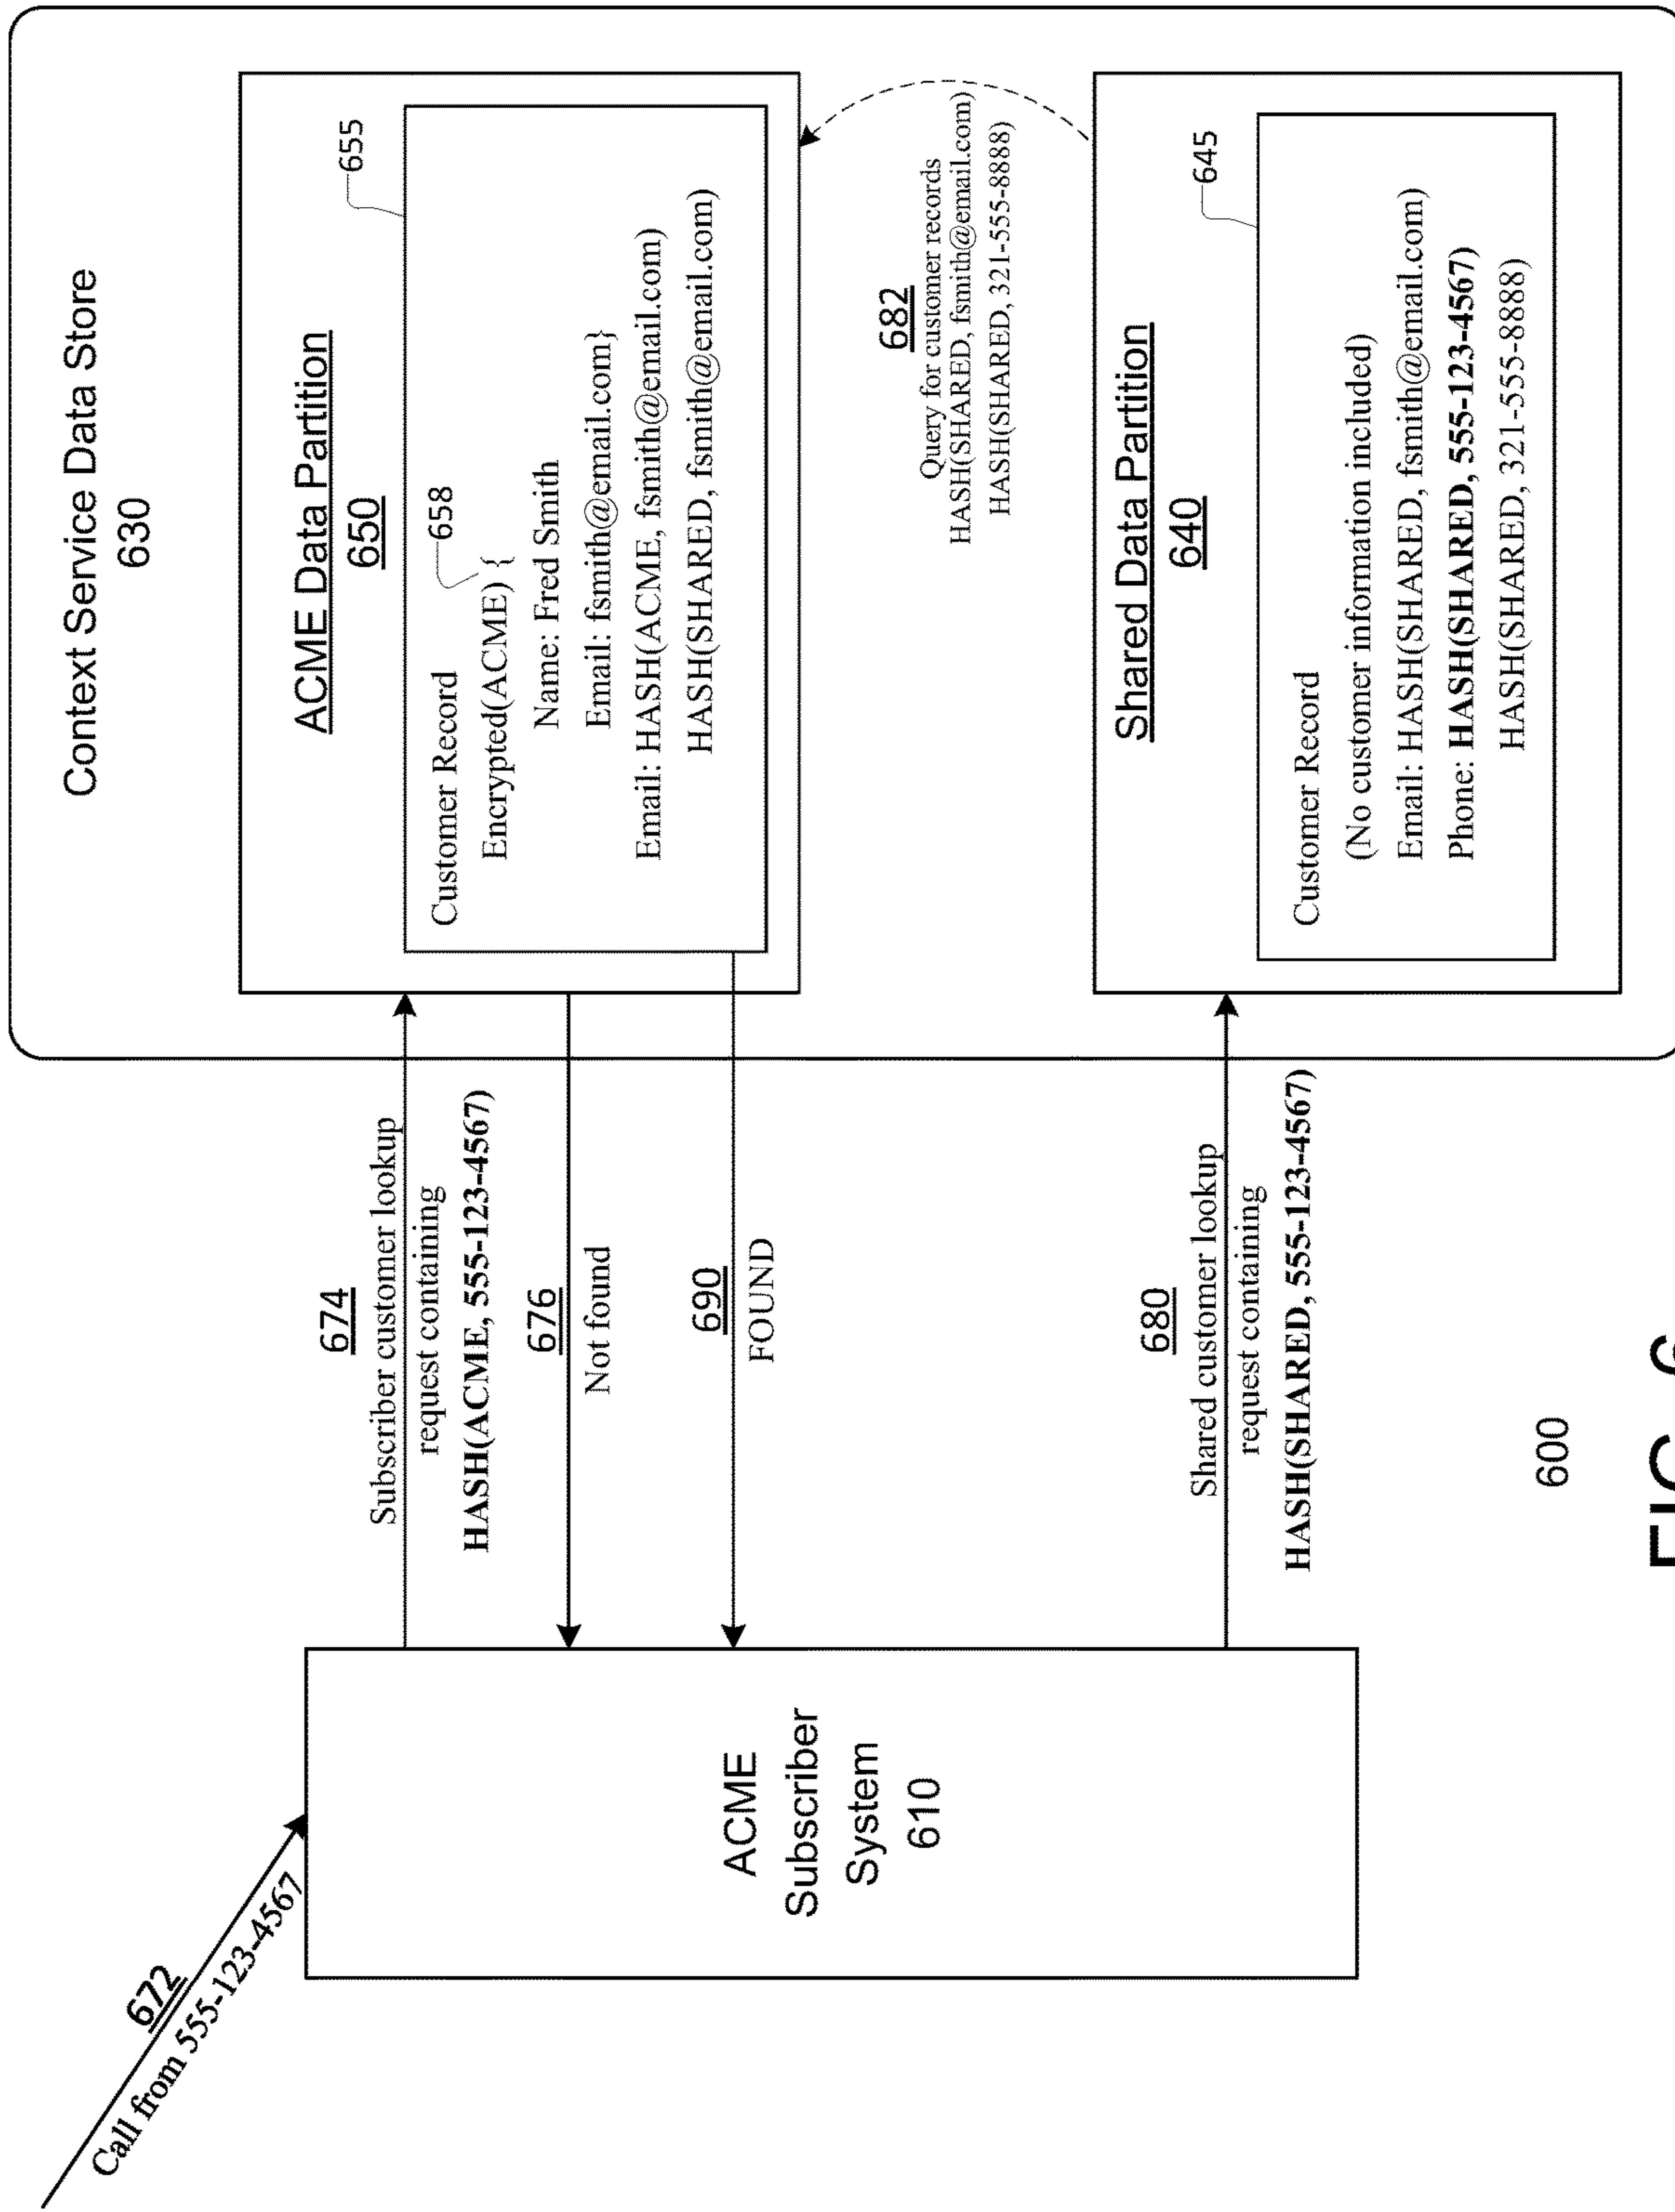 Context Service Data Store
630
ACME Data Partition
650
655
Customer Record
658
Encrypted(ACME) {
Name: Fred Smith
Email: fsmith@email.com}
Email: HASH(ACME, fsmith@email.com)
HASH(SHARED, fsmith@email.com)
682
Query for customer records
HASH(SHARED, fsmith@email.com)
HASH(SHARED, 321-555-8888)
Shared Data Partition
640
645
Customer Record
(No customer information included)
Email: HASH(SHARED, fsmith@email.com)
Phone: HASH(SHARED, 555-123-4567)
HASH(SHARED, 321-555-8888)
674
Subscriber customer lookup
request containing
HASH(ACME, 555-123-4567)
676
Not found
690
FOUND
680
Shared customer lookup
request containing
HASH(SHARED, 555-123-4567)
672
Call from 555-123-4567
ACME
Subscriber
System
610
600